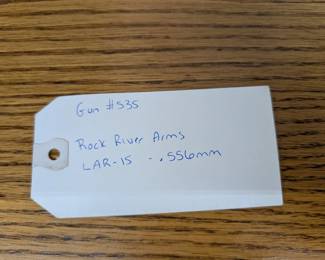 Gun #535
Rock River Arms
LAR-15 - .556mm